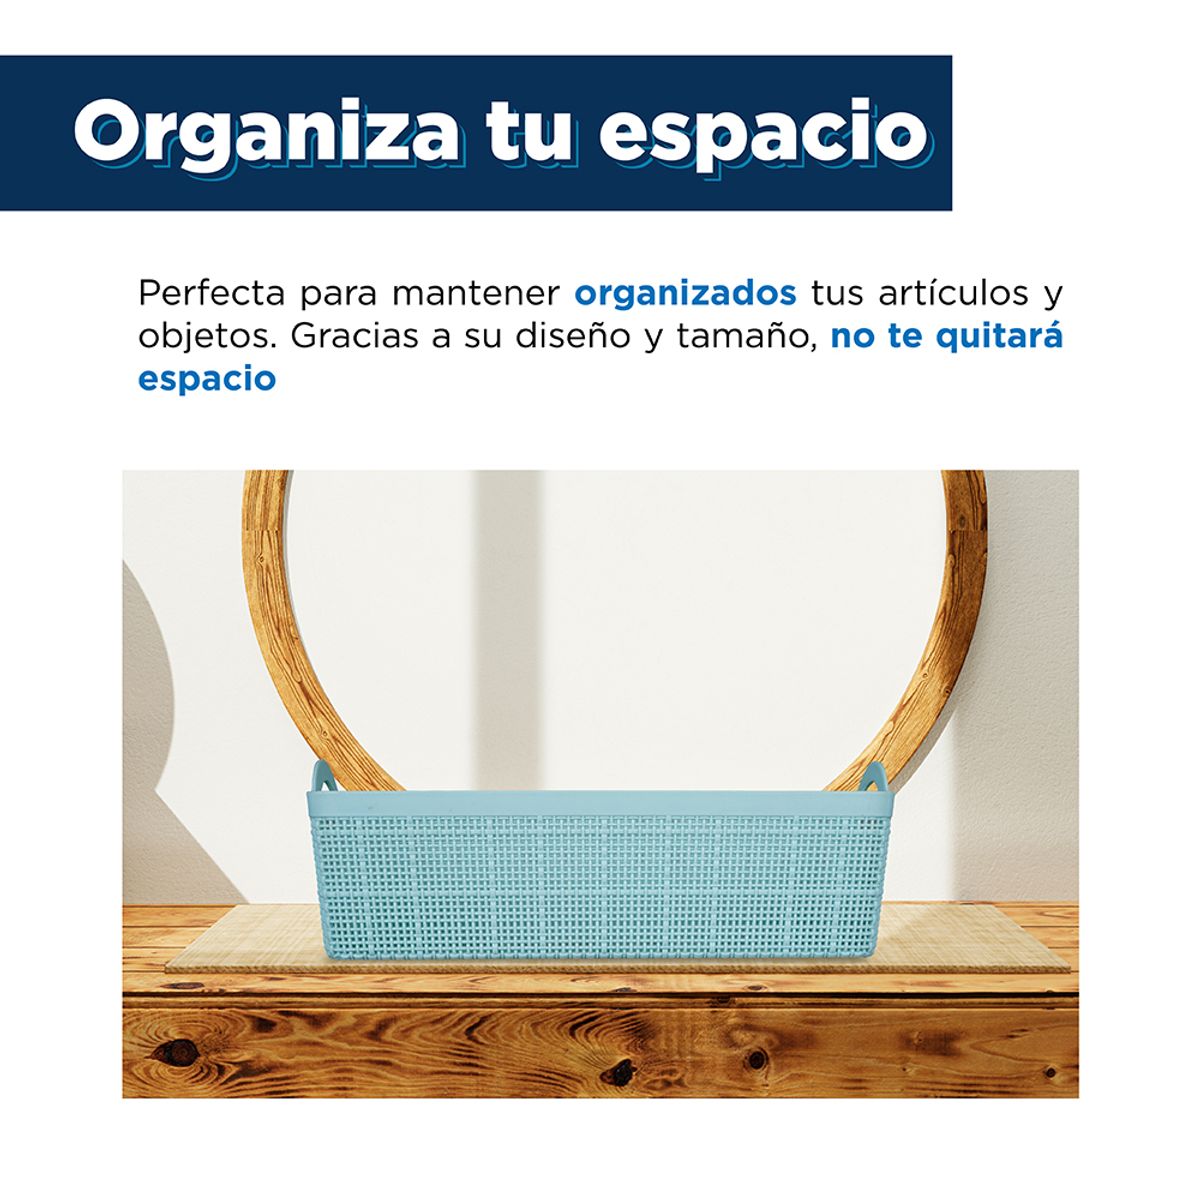 Organiza tu espacio
Perfecta para mantener organizados tus artículos y
objetos. Gracias a su diseño y tamaño, no te quitará
espacio